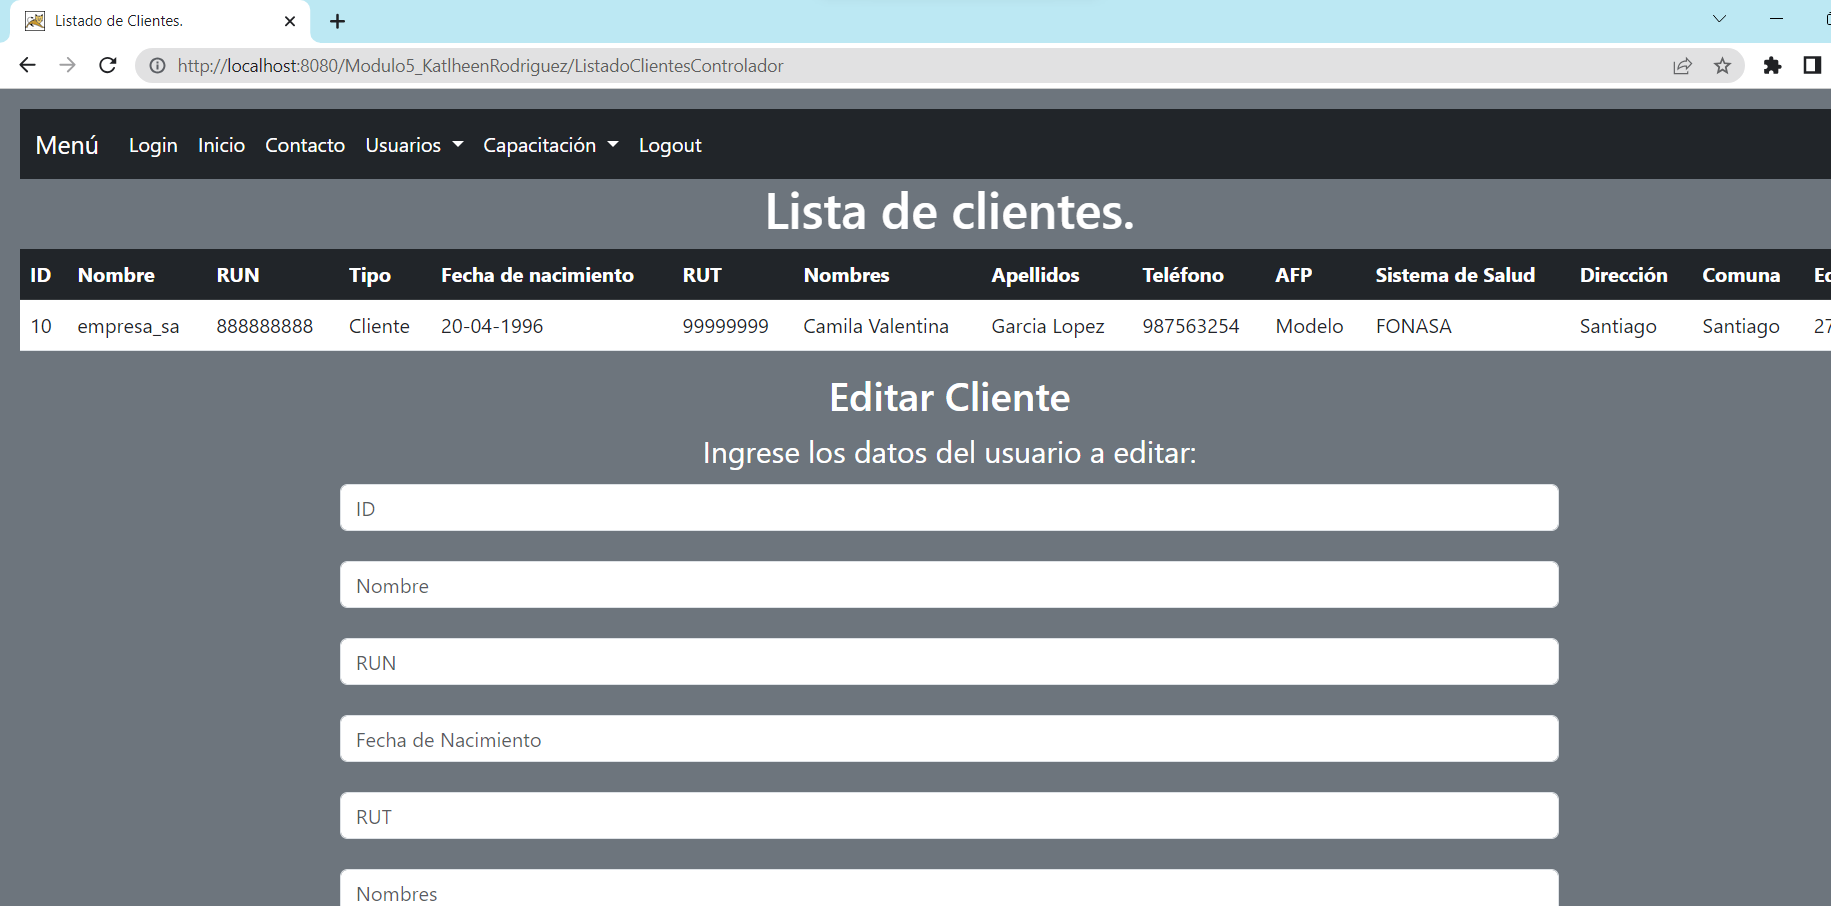 Listado de Clientes.
http://localhost:8080/Modulo5_KatlheenRodriguez/ListadoClientesControlador
Menú Login Inicio Contacto Usuarios Capacitación Logout
Lista de clientes.
ID Nombre RUN Tipo Fecha de nacimiento RUT Nombres Apellidos Teléfono AFP Sistema de Salud Dirección Comuna
10 empresa_sa 888888888 Cliente 20-04-1996 99999999 Camila Valentina Garcia Lopez 987563254 Modelo FONASA Santiago Santiago 27
Editar Cliente
Ingrese los datos del usuario a editar:
ID
Nombre
RUN
Fecha de Nacimiento
RUT
Nombres